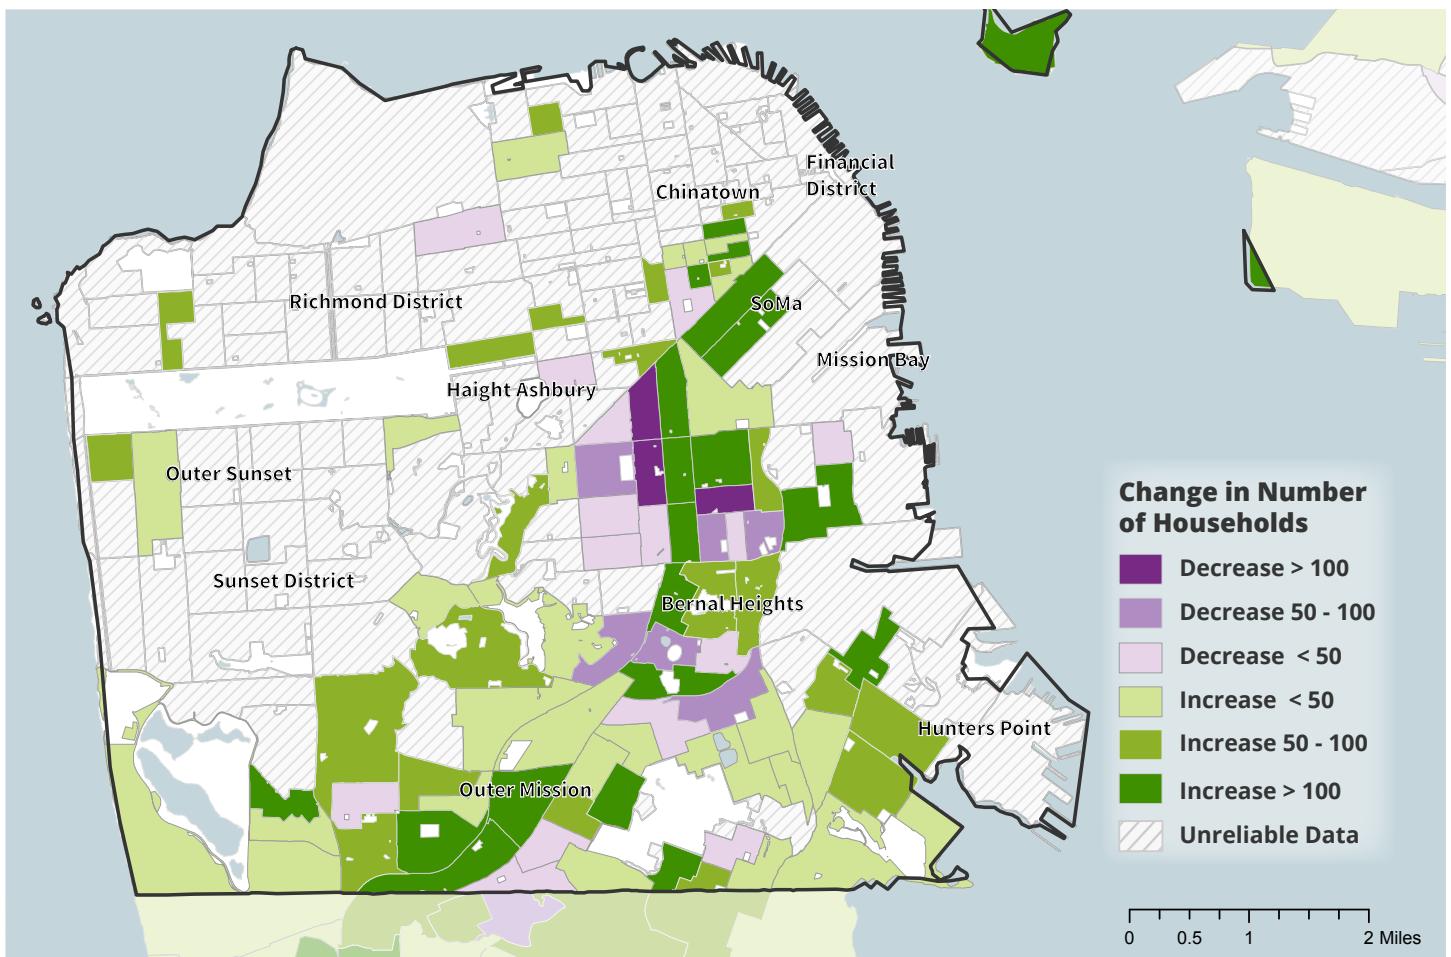 Financial
District
Chinatown
Richmond District
SoMa
Mission Bay
Haight Ashbury
Outer Sunset
Sunset District
Bernal Heights
Hunters Point
Outer Mission
Change in Number
of Households
Decrease > 100
Decrease 50 - 100
Decrease < 50
Increase < 50
Increase 50 - 100
Increase > 100
Unreliable Data
0 0.5 1 2 Miles